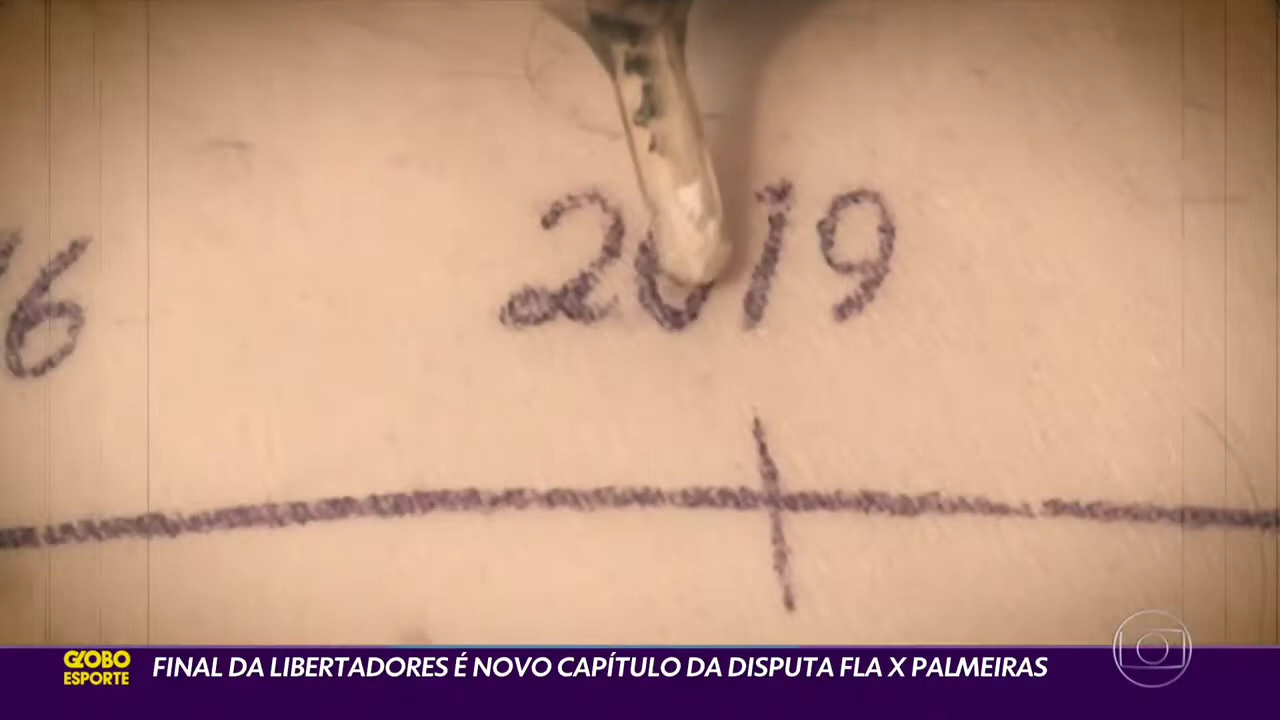 2019
6
GLOBO
ESPORTE
FINAL DA LIBERTADORES É NOVO CAPÍTULO DA DISPUTA FLA X PALMEIRAS